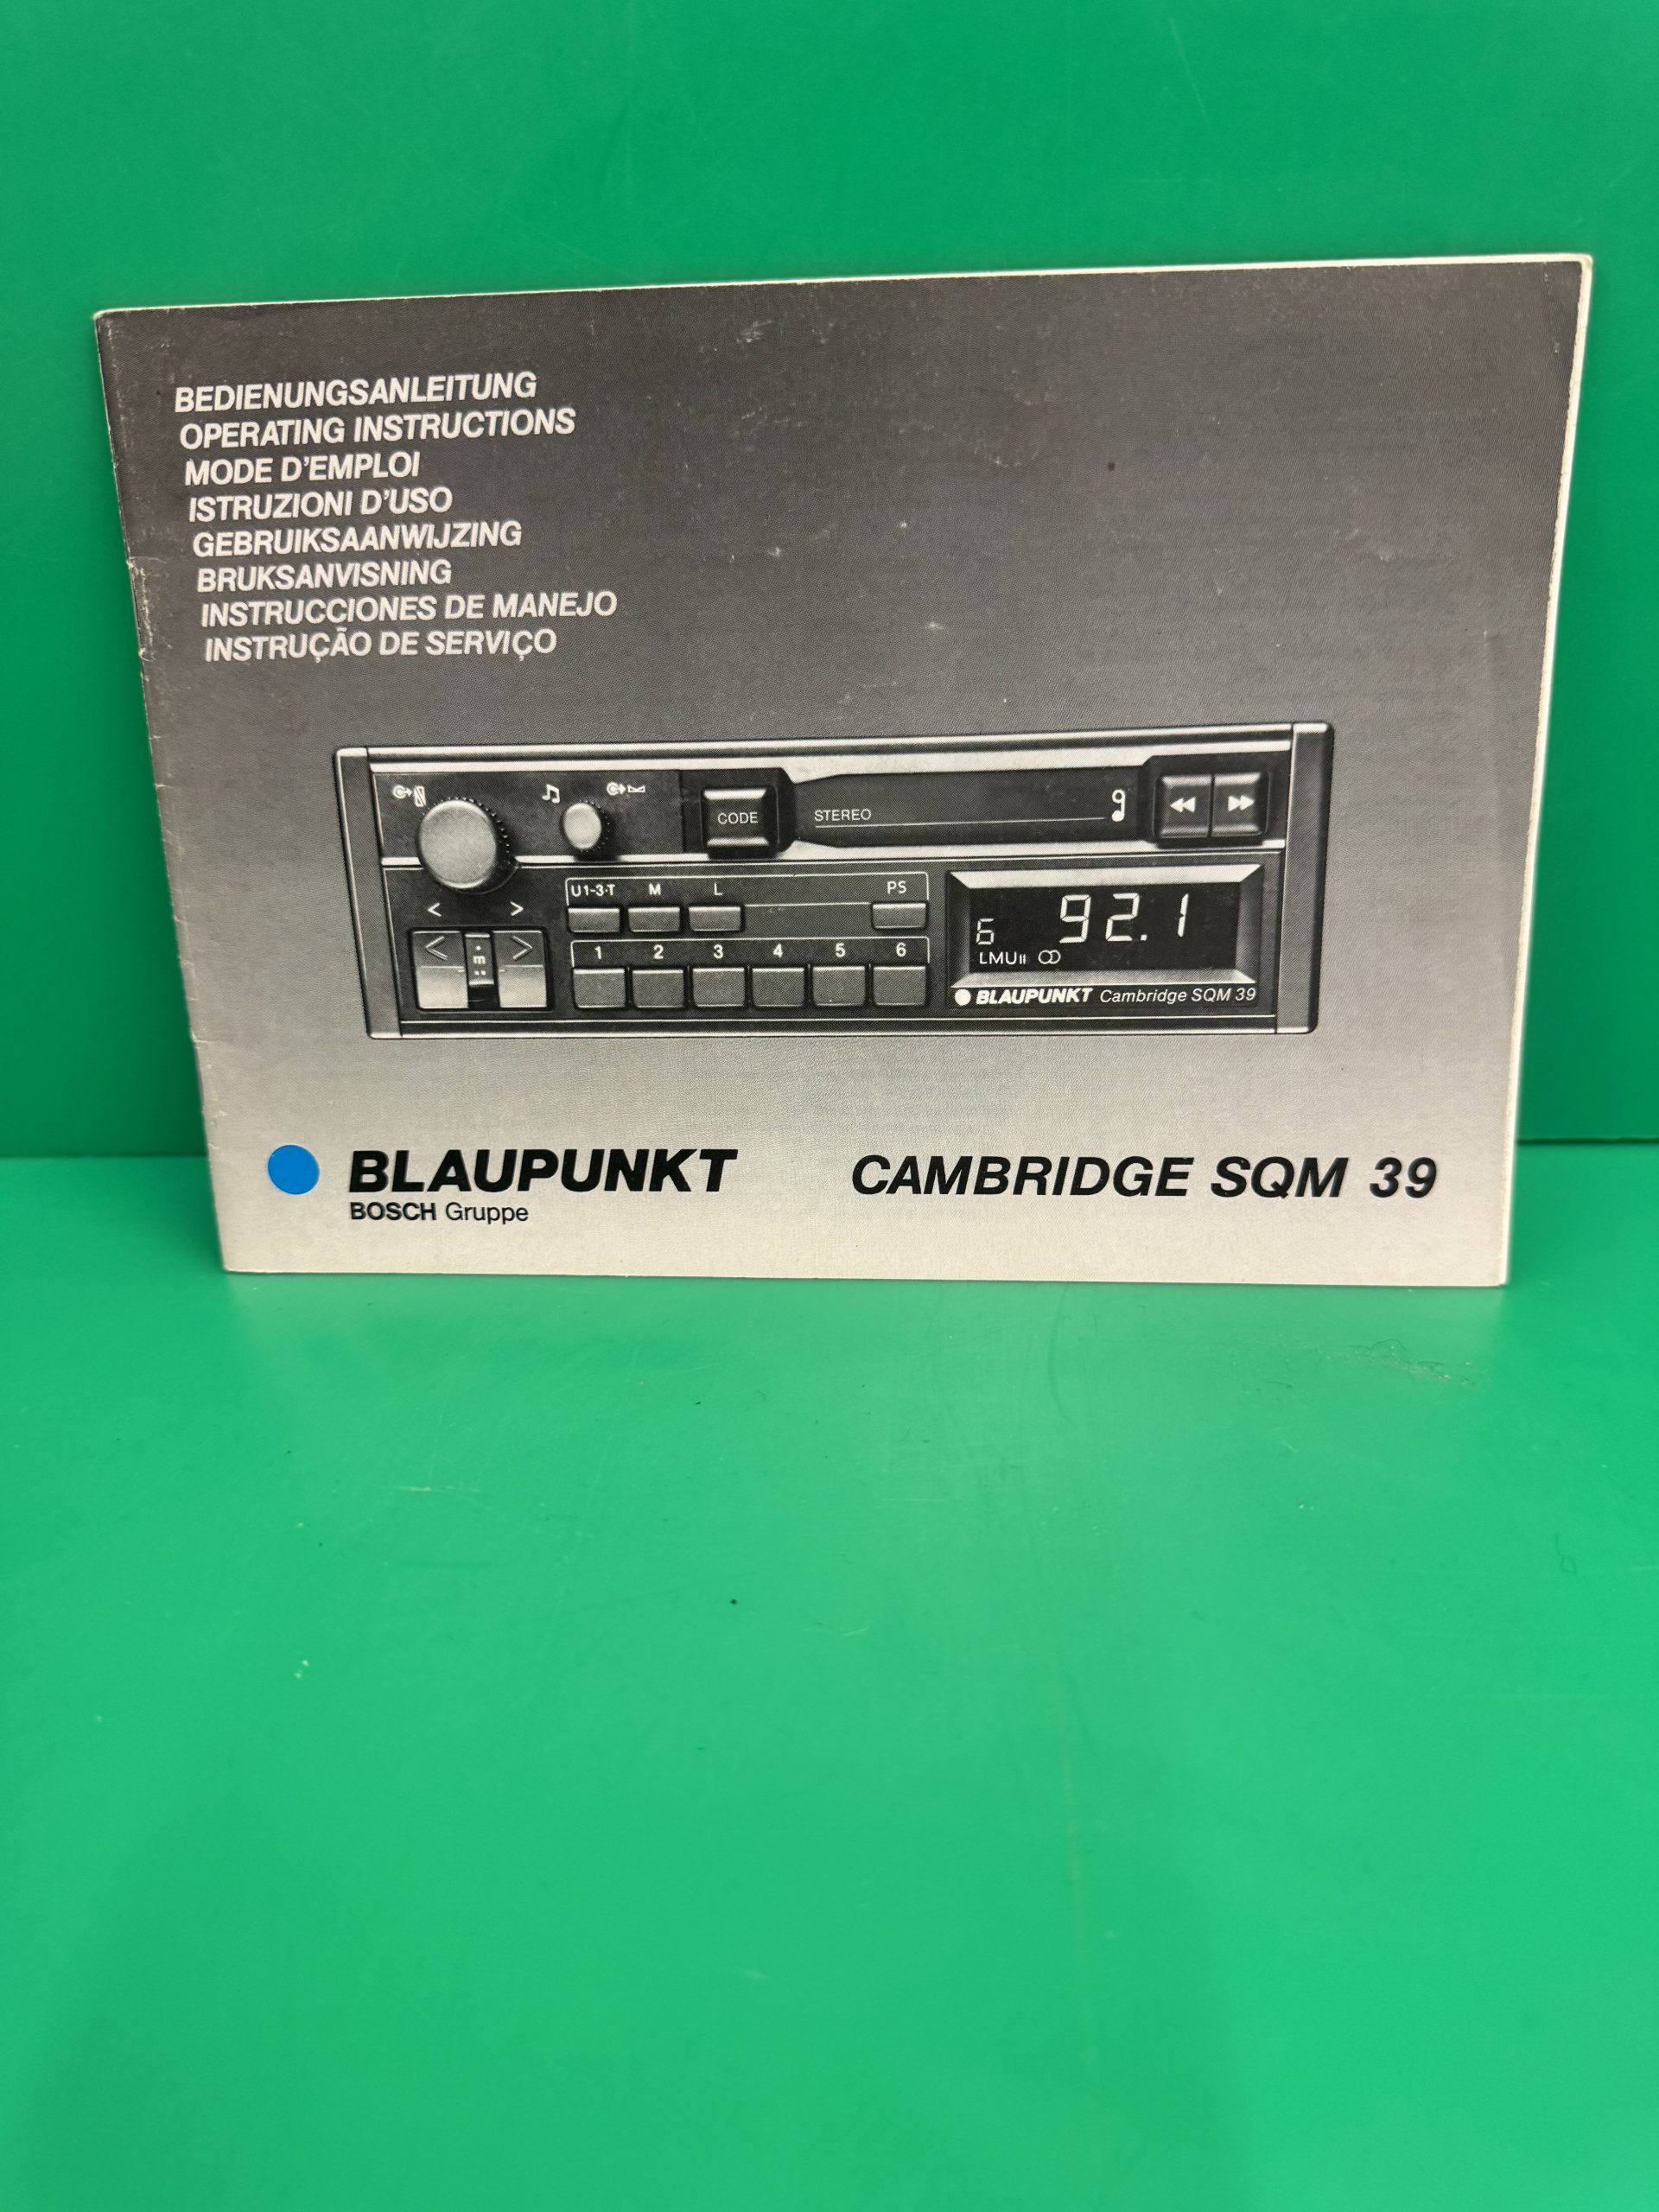 BEDIENUNGSANLEITUNG
OPERATING INSTRUCTIONS
MODE D'EMPLOI
ISTRUZIONI D'USO
GEBRUIKSAANWIJZING
BRUKSANVISNING
INSTRUCCIONES DE MANEJO
INSTRUÇÃO DE SERVIÇO
CODE
STEREO
U1-3-T M L PS
< >
1 2 3 4 5 6
m
6 92.1
LMUII
BLAUPUNKT Cambridge SQM 39
BLAUPUNKT CAMBRIDGE SQM 39
BOSCH Gruppe